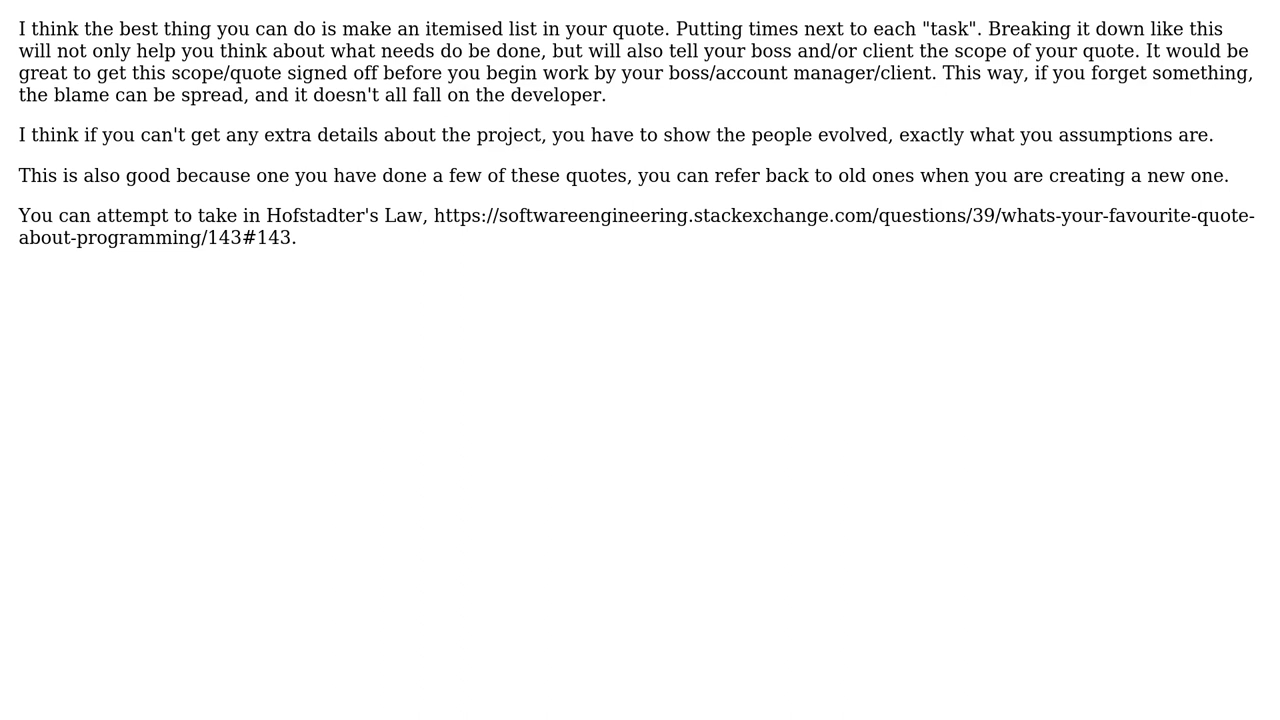 I think the best thing you can do is make an itemised list in your quote. Putting times next to each "task". Breaking it down like this
will not only help you think about what needs do be done, but will also tell your boss and/or client the scope of your quote. It would be
great to get this scope/quote signed off before you begin work by your boss/account manager/client. This way, if you forget something,
the blame can be spread, and it doesn't all fall on the developer.
I think if you can't get any extra details about the project, you have to show the people evolved, exactly what you assumptions are.
This is also good because one you have done a few of these quotes, you can refer back to old ones when you are creating a new one.
You can attempt to take in Hofstadter's Law, https://softwareengineering.stackexchange.com/questions/39/whats-your-favourite-quote-
about-programming/143#143.